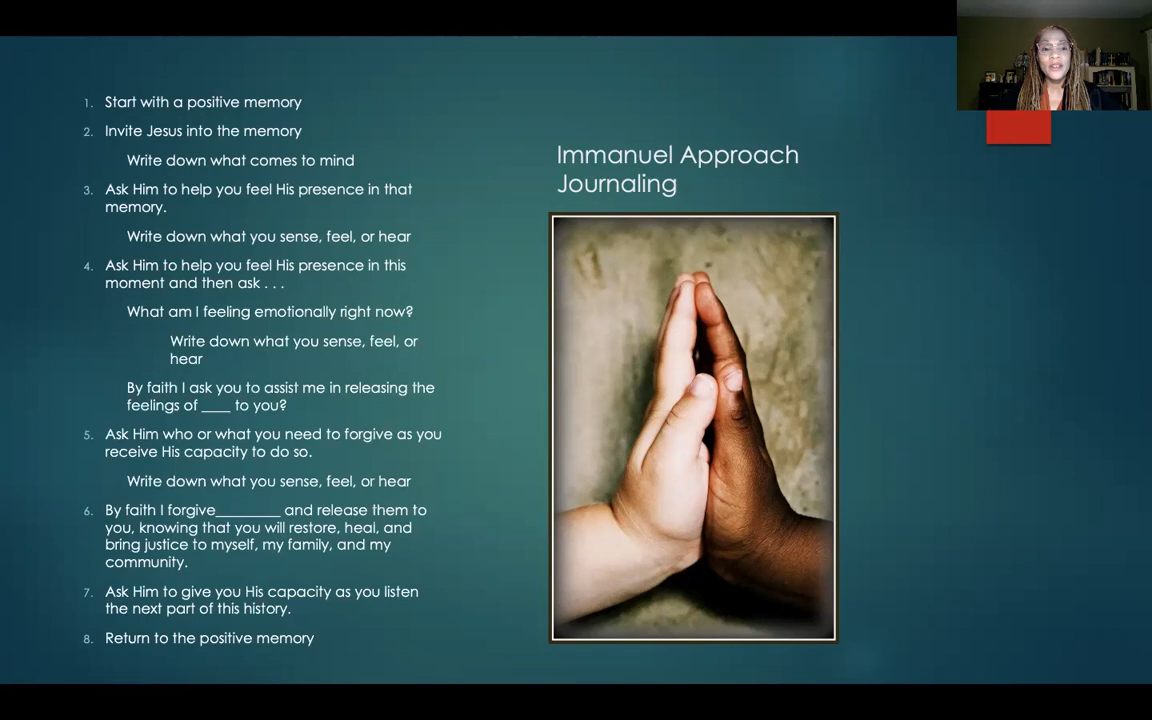 1. Start with a positive memory
2. Invite Jesus into the memory
Write down what comes to mind
3. Ask Him to help you feel His presence in that
memory.
Write down what you sense, feel, or hear
4. Ask Him to help you feel His presence in this
moment and then ask . . .
What am I feeling emotionally right now?
Write down what you sense, feel, or
hear
By faith I ask you to assist me in releasing the
feelings of ____ to you?
5. Ask Him who or what you need to forgive as you
receive His capacity to do so.
Write down what you sense, feel, or hear
6. By faith I forgive________ and release them to
you, knowing that you will restore, heal, and
bring justice to myself, my family, and my
community.
7. Ask Him to give you His capacity as you listen
the next part of this history.
8. Return to the positive memory
Immanuel Approach
Journaling